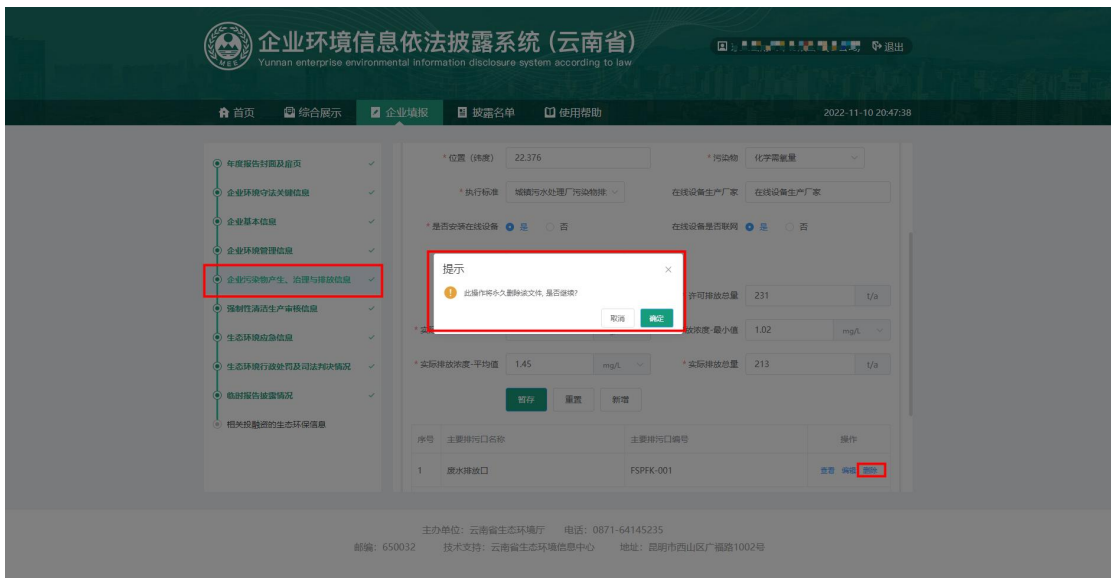 企业环境信息依法披露系统 (云南省)
Yunnan enterprise environmental information disclosure system according to law
MEE
退出
首页 综合展示 企业填报 披露名单 使用帮助 2022-11-10 20:47:38
年度报告封面及扉页
企业环境守法关键信息
企业基本信息
企业环境管理信息
企业污染物产生、治理与排放信息
强制性清洁生产审核信息
生态环境应急信息
生态环境行政处罚及司法判决情况
临时报告披露情况
相关投融资的生态环保信息
*位置（纬度） 22.376 *污染物 化学需氧量
*执行标准 城镇污水处理厂污染物排 在线设备生产厂家 在线设备生产厂家
*是否安装在线设备 是 否 在线设备是否联网 是 否
提示 ×
此操作将永久删除该文件, 是否继续?
取消 确定
许可排放总量 231 t/a
放浓度-最小值 1.02 mg/L
*实际排放浓度-平均值 1.45 mg/L *实际排放总量 213 t/a
暂存 重置 新增
序号 主要排污口名称 主要排污口编号 操作
1 废水排放口 FSPFK-001 查看 编辑 删除
主办单位：云南省生态环境厅 电话：0871-64145235
邮编：650032 技术支持：云南省生态环境信息中心 地址：昆明市西山区广福路1002号